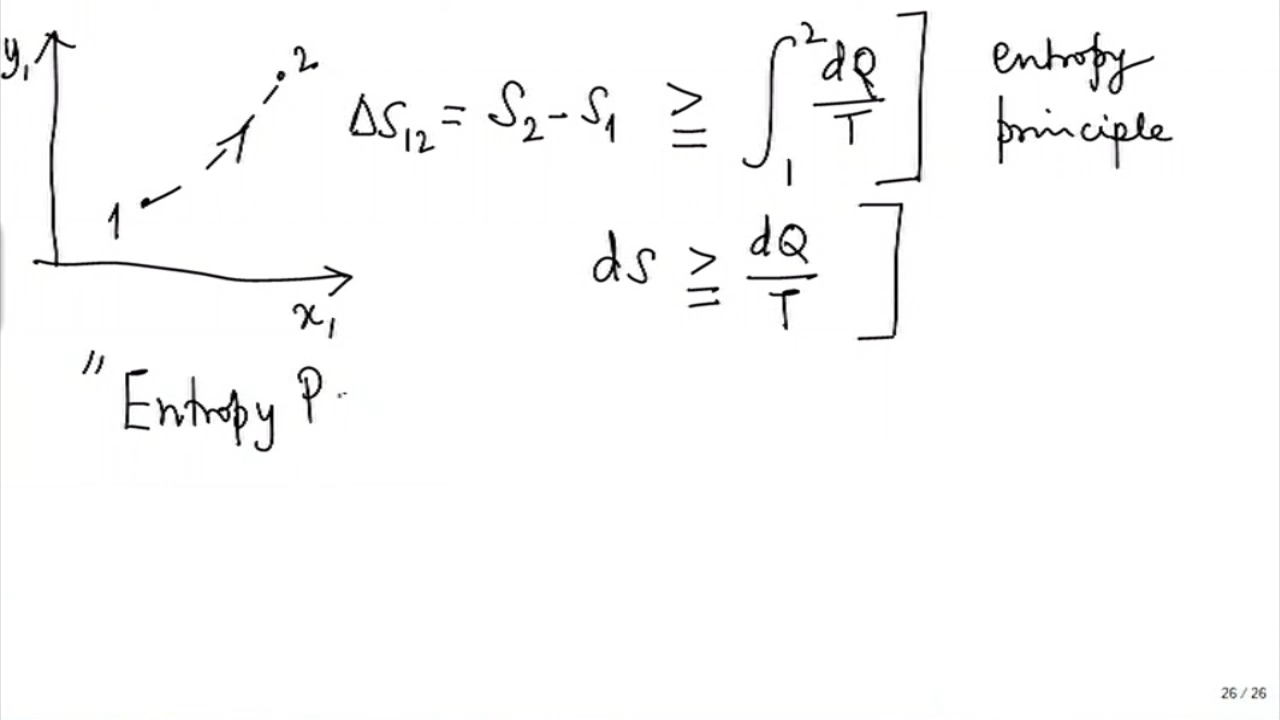 y₁
2
1
x₁
ΔS₁₂ = S₂ - S₁ ≧ ∫₁² dQ/T ] entropy principle
ds ≧ dQ/T ]
" Entropy P
26 / 26